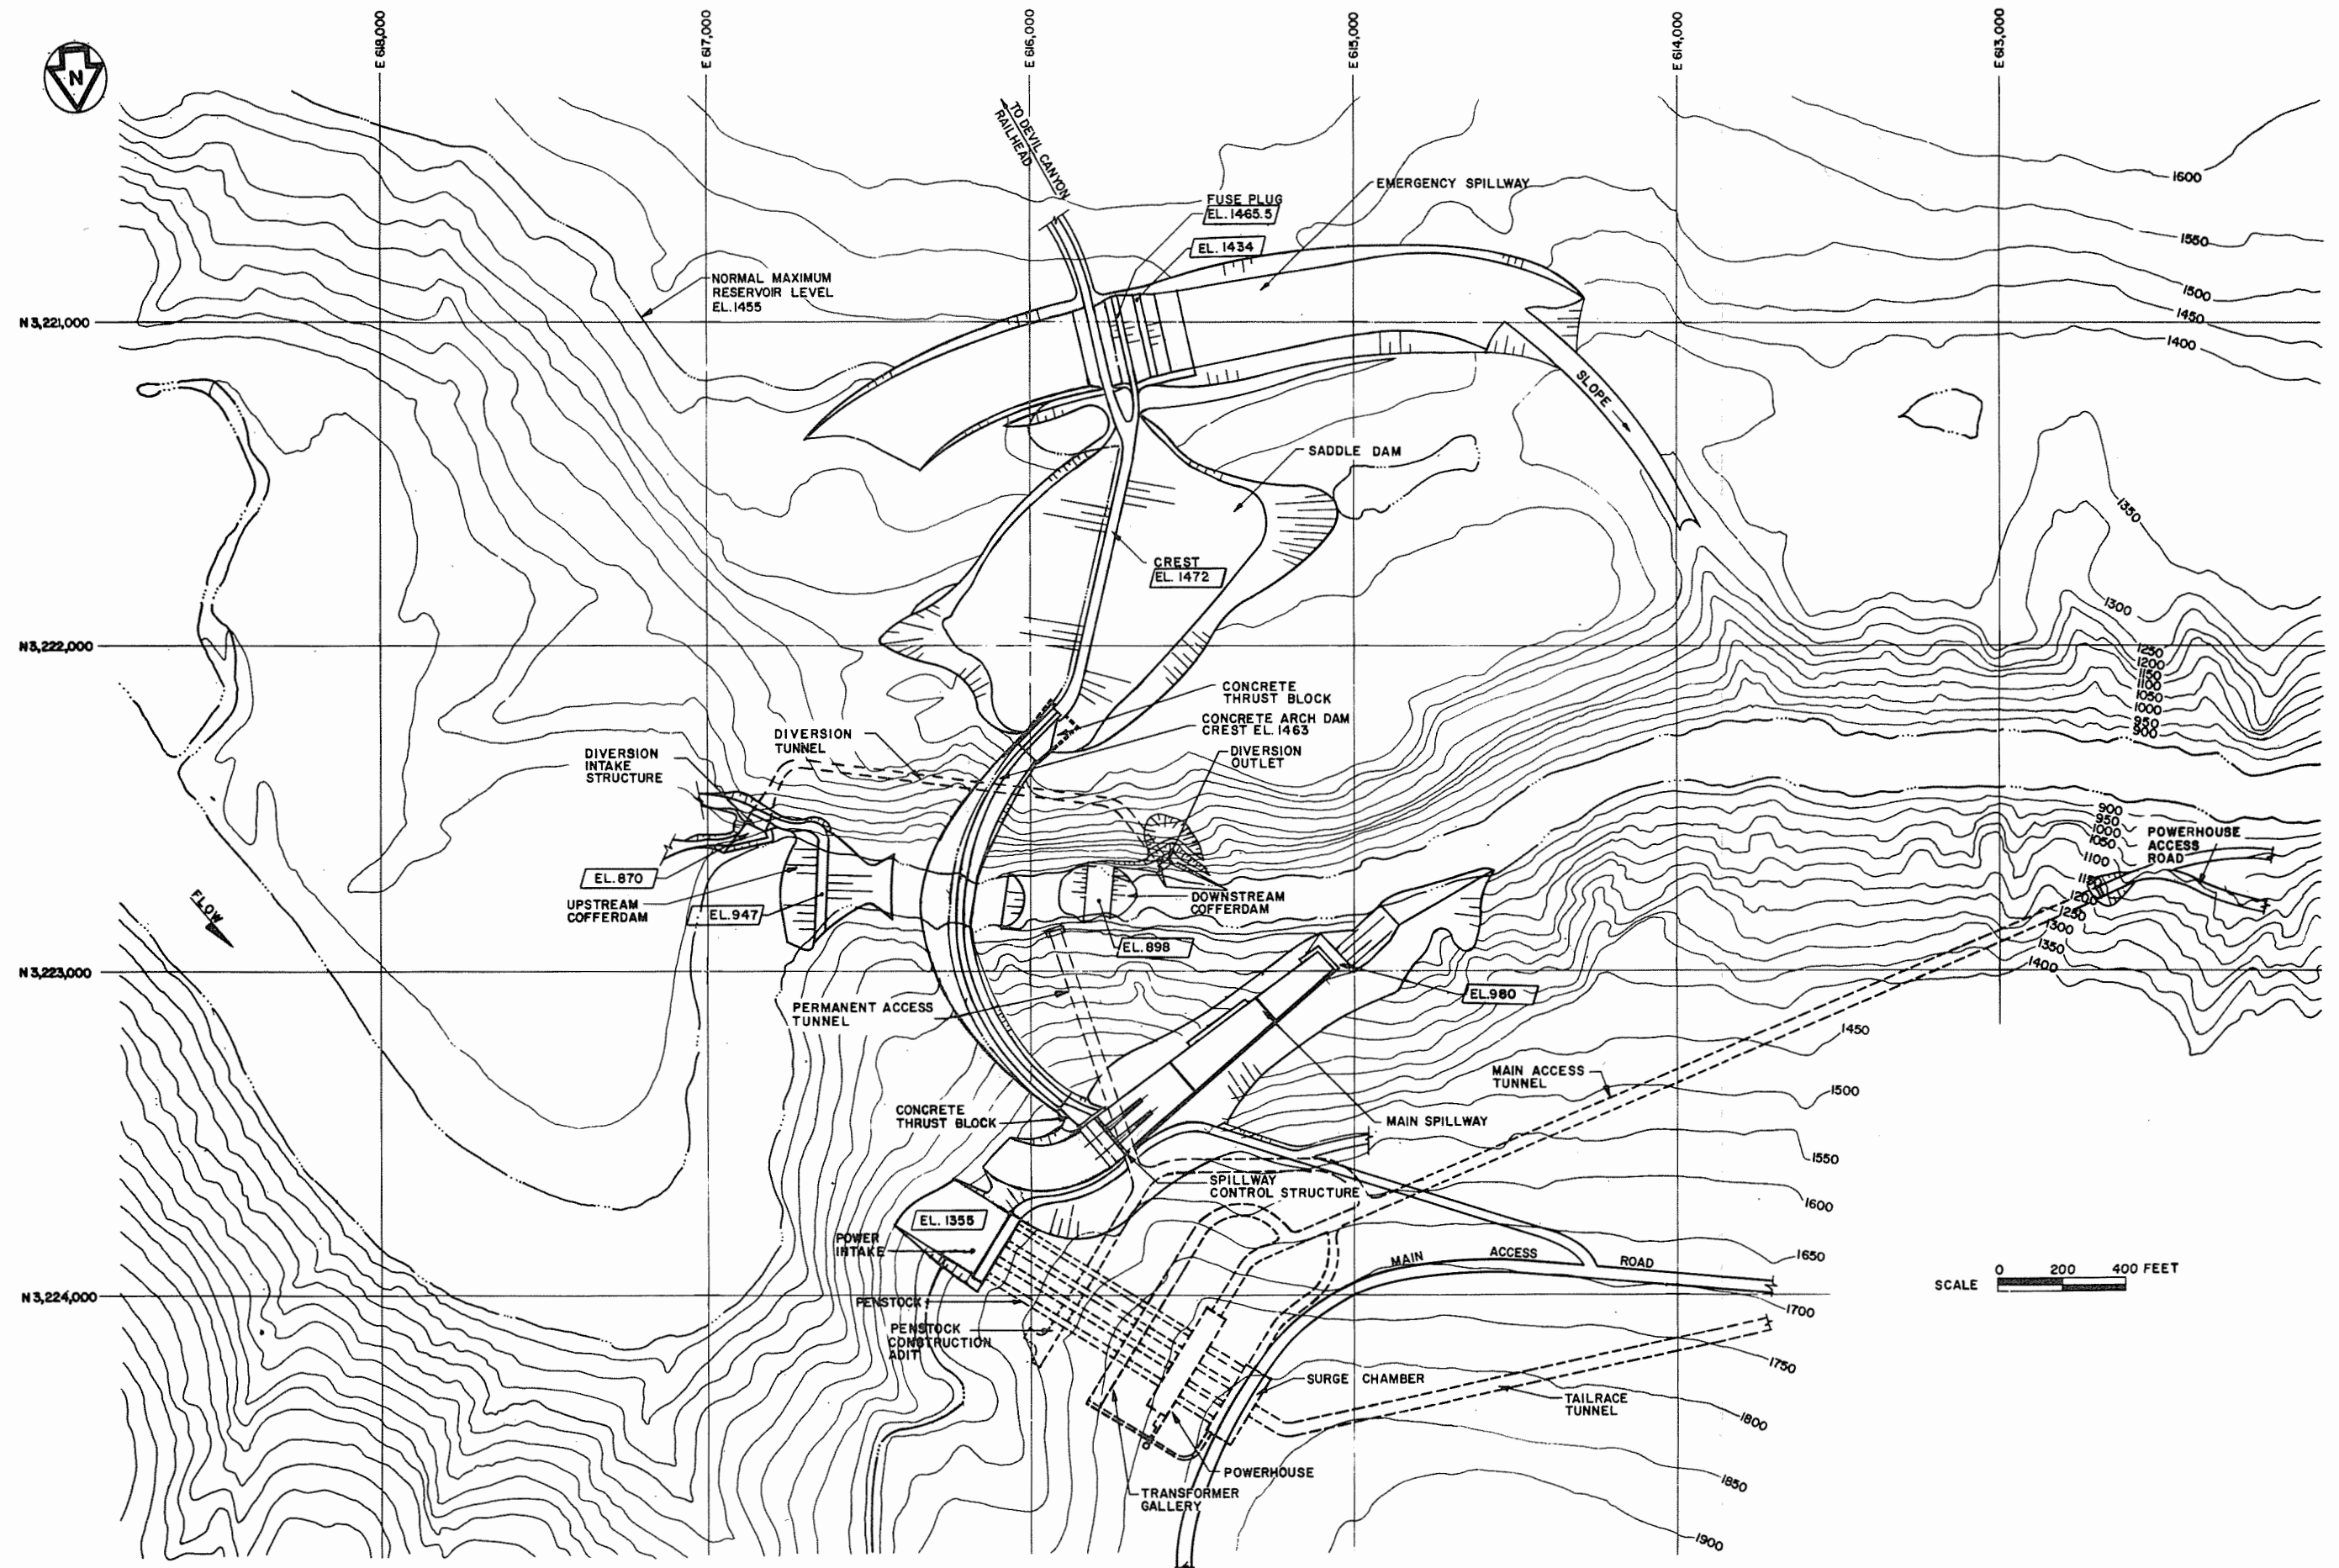 E 618,000
E 617,000
E 616,000
E 615,000
E 614,000
E 613,000
N
TO DEVIL CANYON
RAILHEAD
FUSE PLUG
EL. 1465.5
EL. 1434
EMERGENCY SPILLWAY
1600
1550
1500
1450
1400
NORMAL MAXIMUM
RESERVOIR LEVEL
EL. 1455
N 3,221,000
SLOPE
SADDLE DAM
1350
CREST
EL. 1472
1300
N 3,222,000
1250
1200
1150
1100
1050
1000
950
900
CONCRETE
THRUST BLOCK
CONCRETE ARCH DAM
CREST EL. 1463
DIVERSION
TUNNEL
DIVERSION
OUTLET
DIVERSION
INTAKE
STRUCTURE
900
950
1000
1050
1100
1150
1200
1250
1300
1350
1400
POWERHOUSE
ACCESS
ROAD
EL. 870
UPSTREAM
COFFERDAM
EL. 947
DOWNSTREAM
COFFERDAM
EL. 898
FLOW
N 3,223,000
EL. 980
PERMANENT ACCESS
TUNNEL
1450
MAIN ACCESS
TUNNEL
1500
CONCRETE
THRUST BLOCK
MAIN SPILLWAY
1550
SPILLWAY
CONTROL STRUCTURE
1600
EL. 1355
POWER
INTAKE
MAIN ACCESS ROAD
1650
SCALE 0 200 400 FEET
N 3,224,000
PENSTOCK
1700
PENSTOCK
CONSTRUCTION
ADIT
1750
SURGE CHAMBER
TAILRACE
TUNNEL
1800
POWERHOUSE
1850
TRANSFORMER
GALLERY
1900